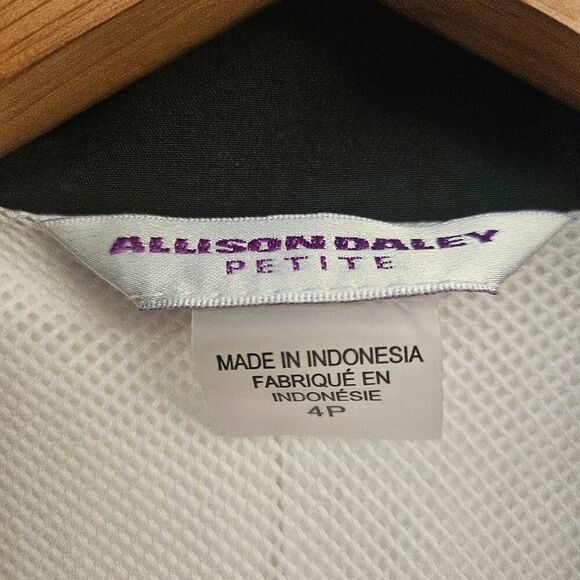 ALLISON DALEY
PETITE
MADE IN INDONESIA
FABRIQUÉ EN
INDONÉSIE
4P